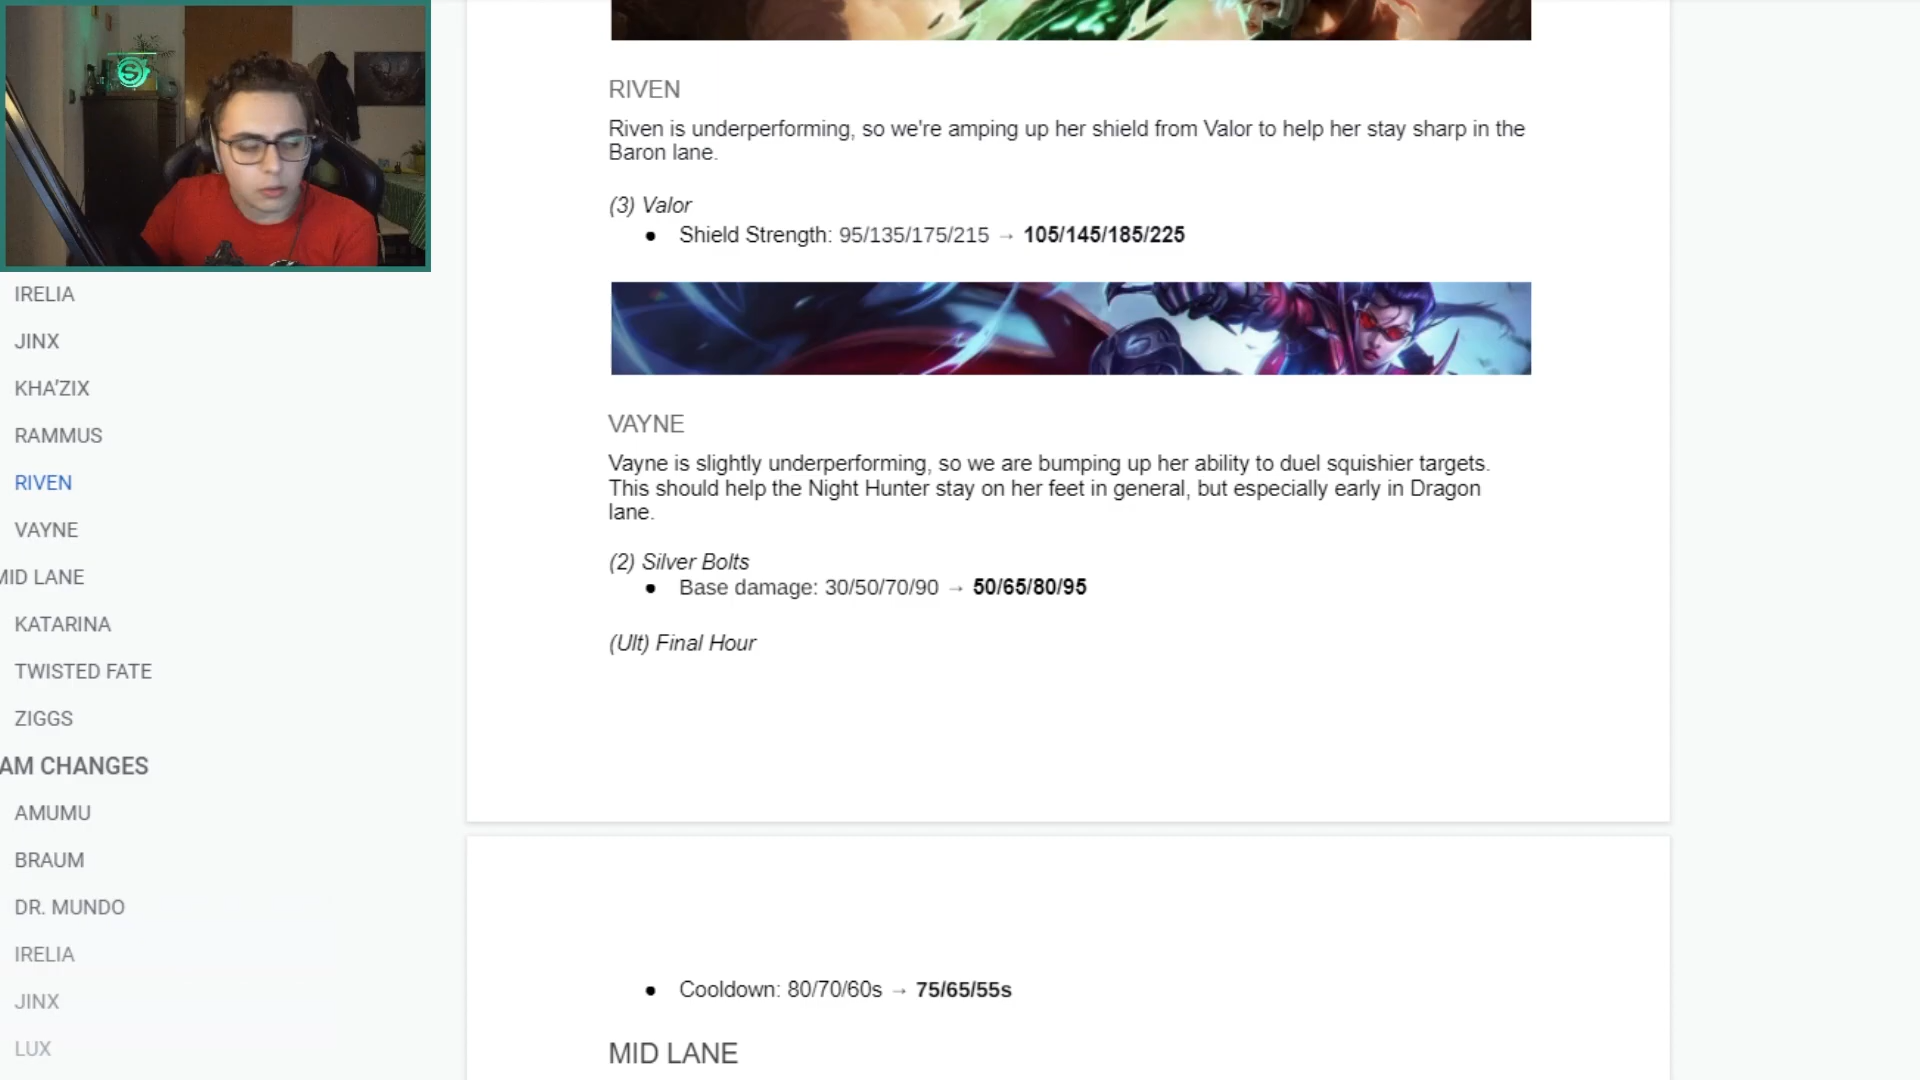 IRELIA
JINX
KHA'ZIX
RAMMUS
RIVEN
VAYNE
MID LANE
KATARINA
TWISTED FATE
ZIGGS
AM CHANGES
AMUMU
BRAUM
DR. MUNDO
IRELIA
JINX
LUX
RIVEN
Riven is underperforming, so we're amping up her shield from Valor to help her stay sharp in the
Baron lane.
(3) Valor
● Shield Strength: 95/135/175/215 → 105/145/185/225
VAYNE
Vayne is slightly underperforming, so we are bumping up her ability to duel squishier targets.
This should help the Night Hunter stay on her feet in general, but especially early in Dragon
lane.
(2) Silver Bolts
● Base damage: 30/50/70/90 → 50/65/80/95
(Ult) Final Hour
● Cooldown: 80/70/60s → 75/65/55s
MID LANE